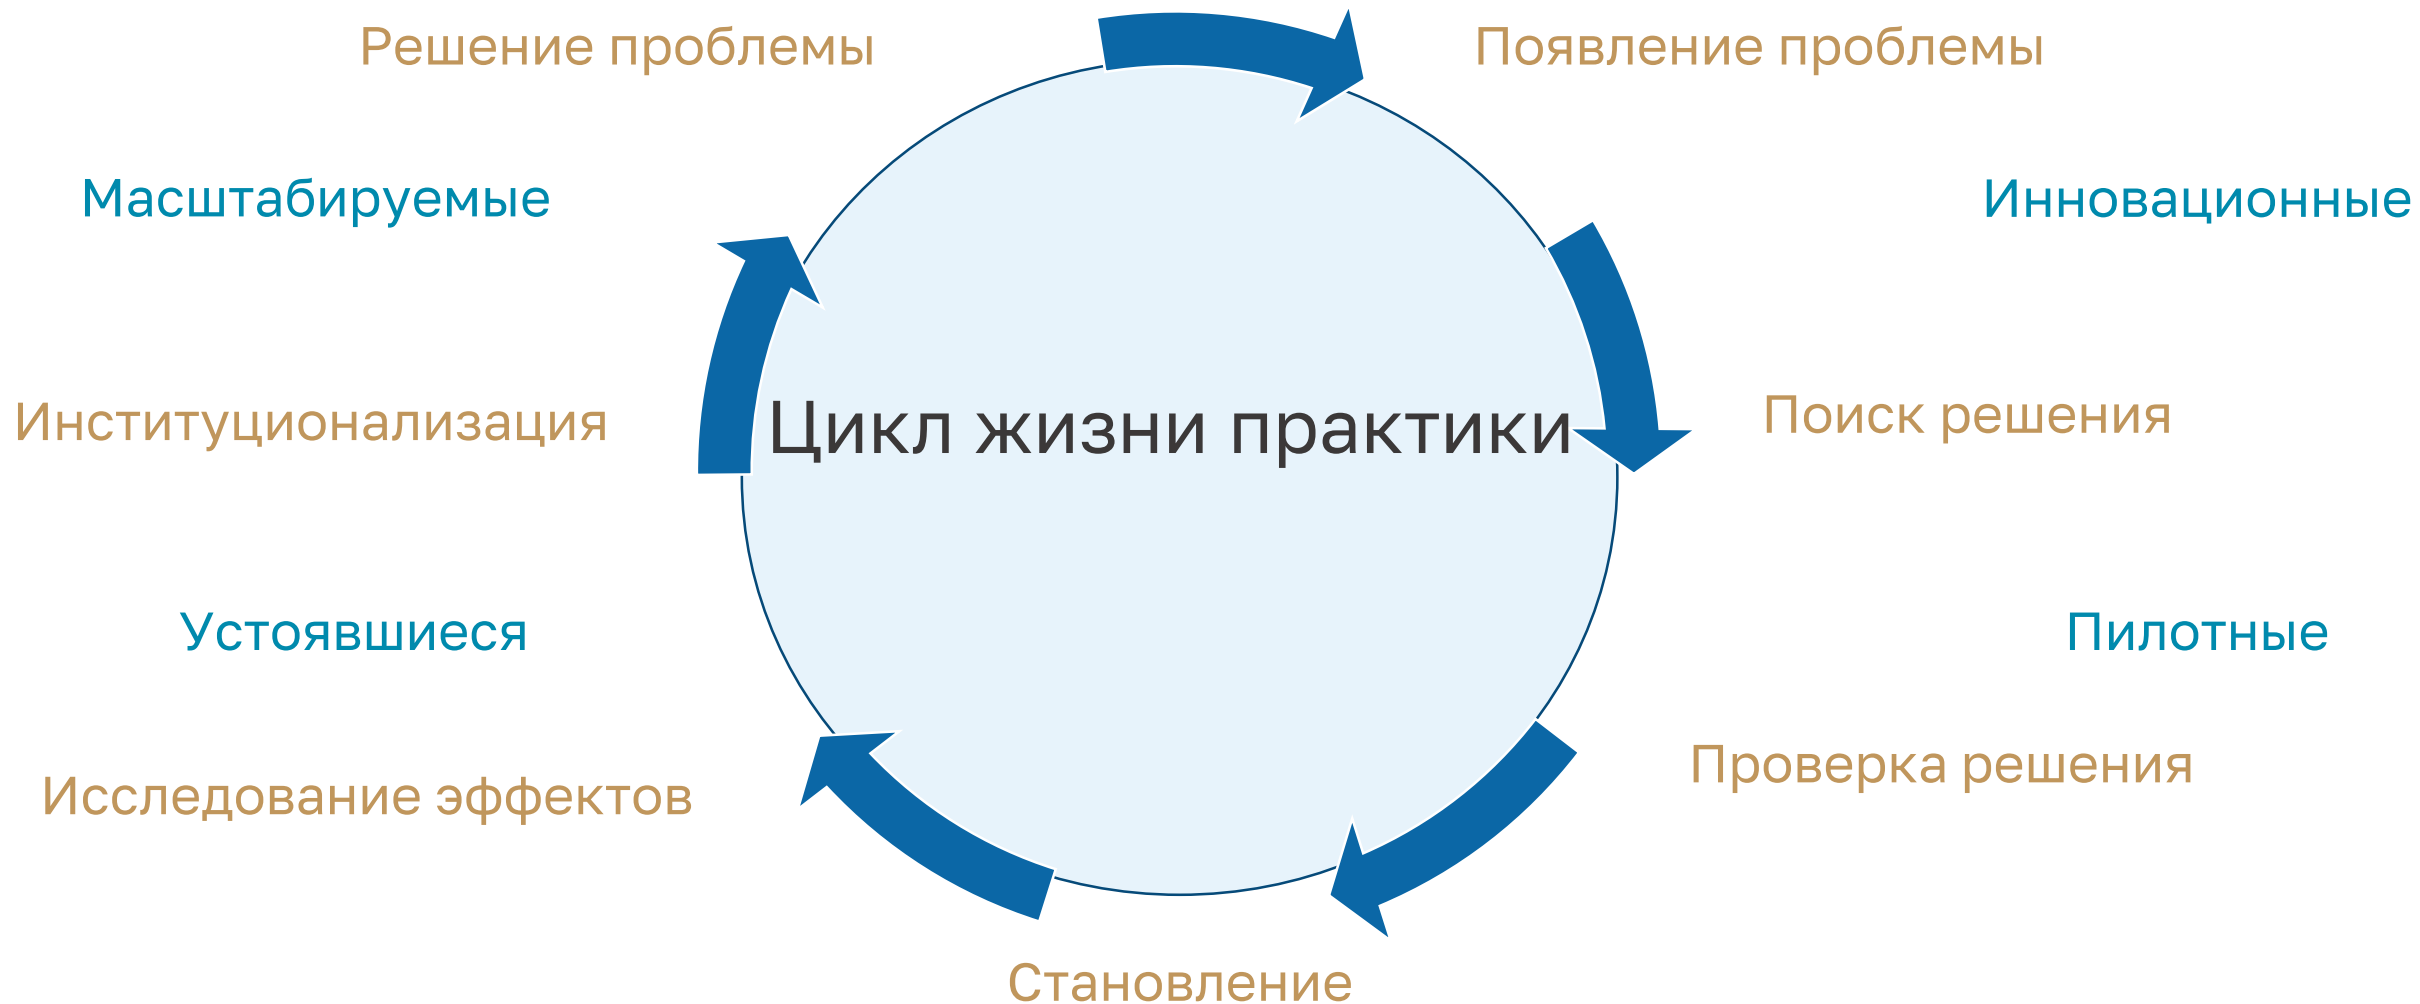 Решение проблемы
Появление проблемы
Масштабируемые
Инновационные
Институционализация
Цикл жизни практики
Поиск решения
Устоявшиеся
Пилотные
Исследование эффектов
Проверка решения
Становление